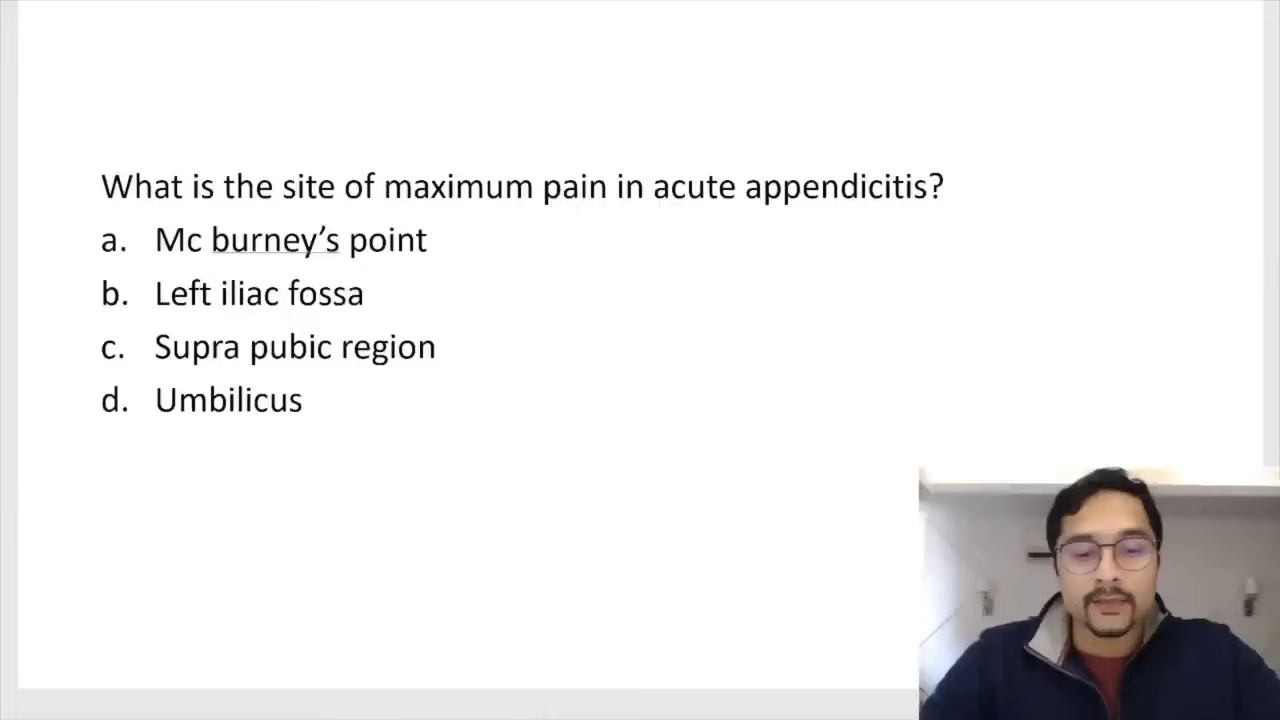 What is the site of maximum pain in acute appendicitis?
a. Mc burney’s point
b. Left iliac fossa
c. Supra pubic region
d. Umbilicus